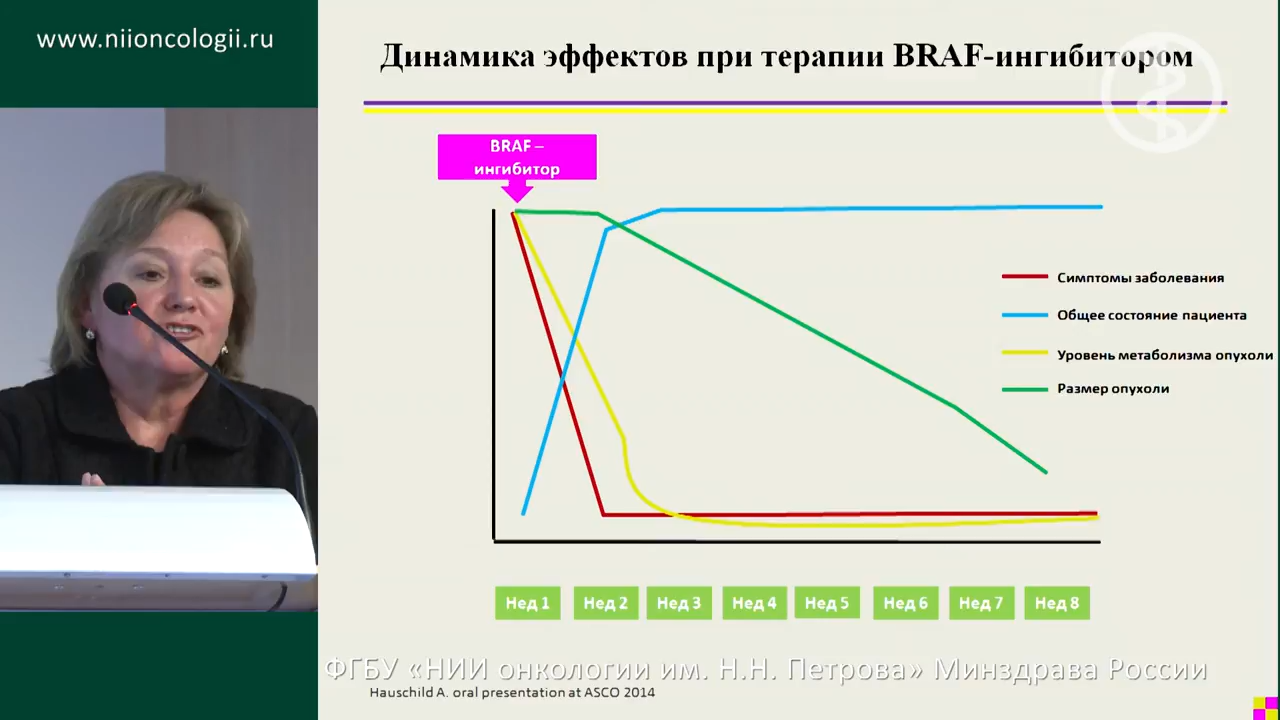 www.niioncologii.ru
Динамика эффектов при терапии BRAF-ингибитором
BRAF –
ингибитор
Симптомы заболевания
Общее состояние пациента
Уровень метаболизма опухоли
Размер опухоли
Нед 1 Нед 2 Нед 3 Нед 4 Нед 5 Нед 6 Нед 7 Нед 8
ФГБУ «НИИ онкологии им. Н.Н. Петрова» Минздрава России
Hauschild A. oral presentation at ASCO 2014